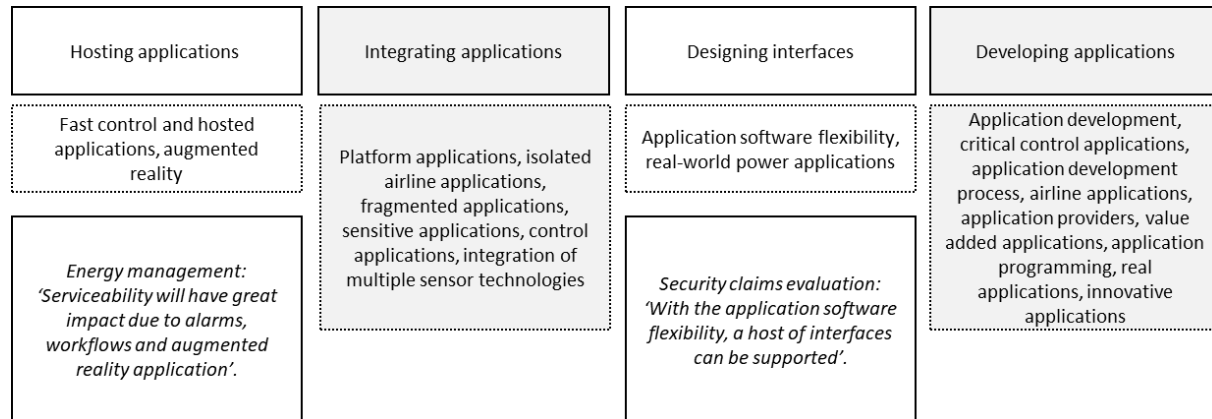 Hosting applications
Integrating applications
Designing interfaces
Developing applications
Fast control and hosted
applications, augmented
reality
Platform applications, isolated
airline applications,
fragmented applications,
sensitive applications, control
applications, integration of
multiple sensor technologies
Application software flexibility,
real-world power applications
Application development,
critical control applications,
application development
process, airline applications,
application providers, value
added applications, application
programming, real
applications, innovative
applications
Energy management:
‘Serviceability will have great
impact due to alarms,
workflows and augmented
reality application’.
Security claims evaluation:
‘With the application software
flexibility, a host of interfaces
can be supported’.